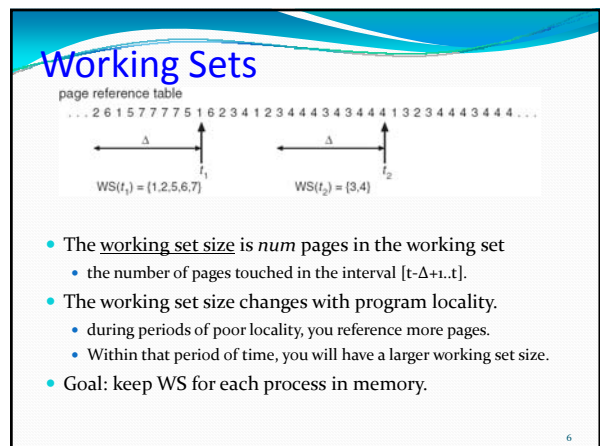 Working Sets
page reference table
. . . 2 6 1 5 7 7 7 7 5 1 6 2 3 4 1 2 3 4 4 4 3 4 3 4 4 4 1 3 2 3 4 4 4 3 4 4 4 . . .
Δ Δ
t1 t2
WS(t1) = {1,2,5,6,7} WS(t2) = {3,4}
• The working set size is num pages in the working set
• the number of pages touched in the interval [t-Δ+1..t].
• The working set size changes with program locality.
• during periods of poor locality, you reference more pages.
• Within that period of time, you will have a larger working set size.
• Goal: keep WS for each process in memory.
6